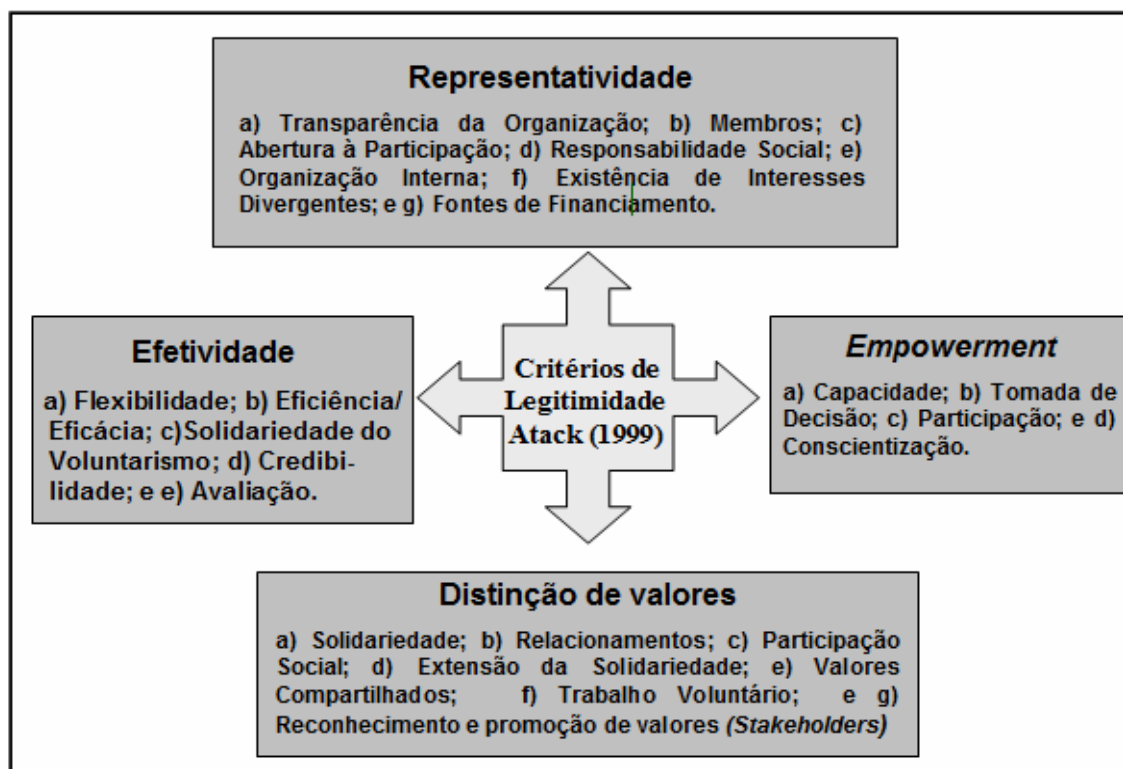 Representatividade
a) Transparência da Organização; b) Membros; c)
Abertura à Participação; d) Responsabilidade Social; e)
Organização Interna; f) Existência de Interesses
Divergentes; e g) Fontes de Financiamento.
Efetividade
a) Flexibilidade; b) Eficiência/
Eficácia; c)Solidariedade do
Voluntarismo; d) Credibi-
lidade; e e) Avaliação.
Critérios de
Legitimidade
Atack (1999)
Empowerment
a) Capacidade; b) Tomada de
Decisão; c) Participação; e d)
Conscientização.
Distinção de valores
a) Solidariedade; b) Relacionamentos; c) Participação
Social; d) Extensão da Solidariedade; e) Valores
Compartilhados; f) Trabalho Voluntário; e g)
Reconhecimento e promoção de valores (Stakeholders)